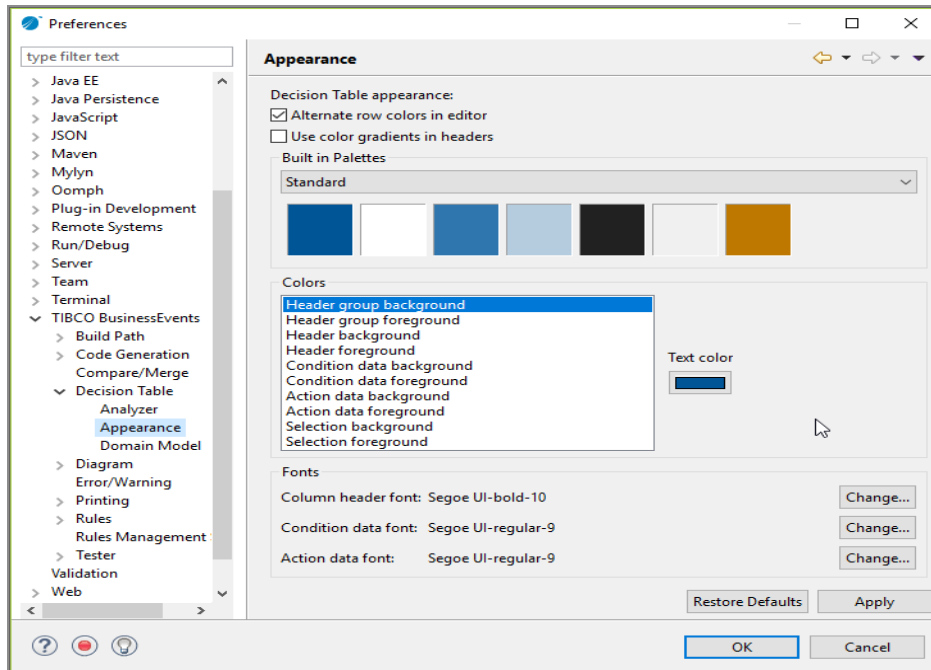 Preferences
type filter text
Java EE
Java Persistence
JavaScript
JSON
Maven
Mylyn
Oomph
Plug-in Development
Remote Systems
Run/Debug
Server
Team
Terminal
TIBCO BusinessEvents
Build Path
Code Generation
Compare/Merge
Decision Table
Analyzer
Appearance
Domain Model
Diagram
Error/Warning
Printing
Rules
Rules Management
Tester
Validation
Web
Appearance
Decision Table appearance:
Alternate row colors in editor
Use color gradients in headers
Built in Palettes
Standard
Colors
Header group background
Header group foreground
Header background
Header foreground
Condition data background
Condition data foreground
Action data background
Action data foreground
Selection background
Selection foreground
Text color
Fonts
Column header font: Segoe UI-bold-10 Change...
Condition data font: Segoe UI-regular-9 Change...
Action data font: Segoe UI-regular-9 Change...
Restore Defaults Apply
OK Cancel